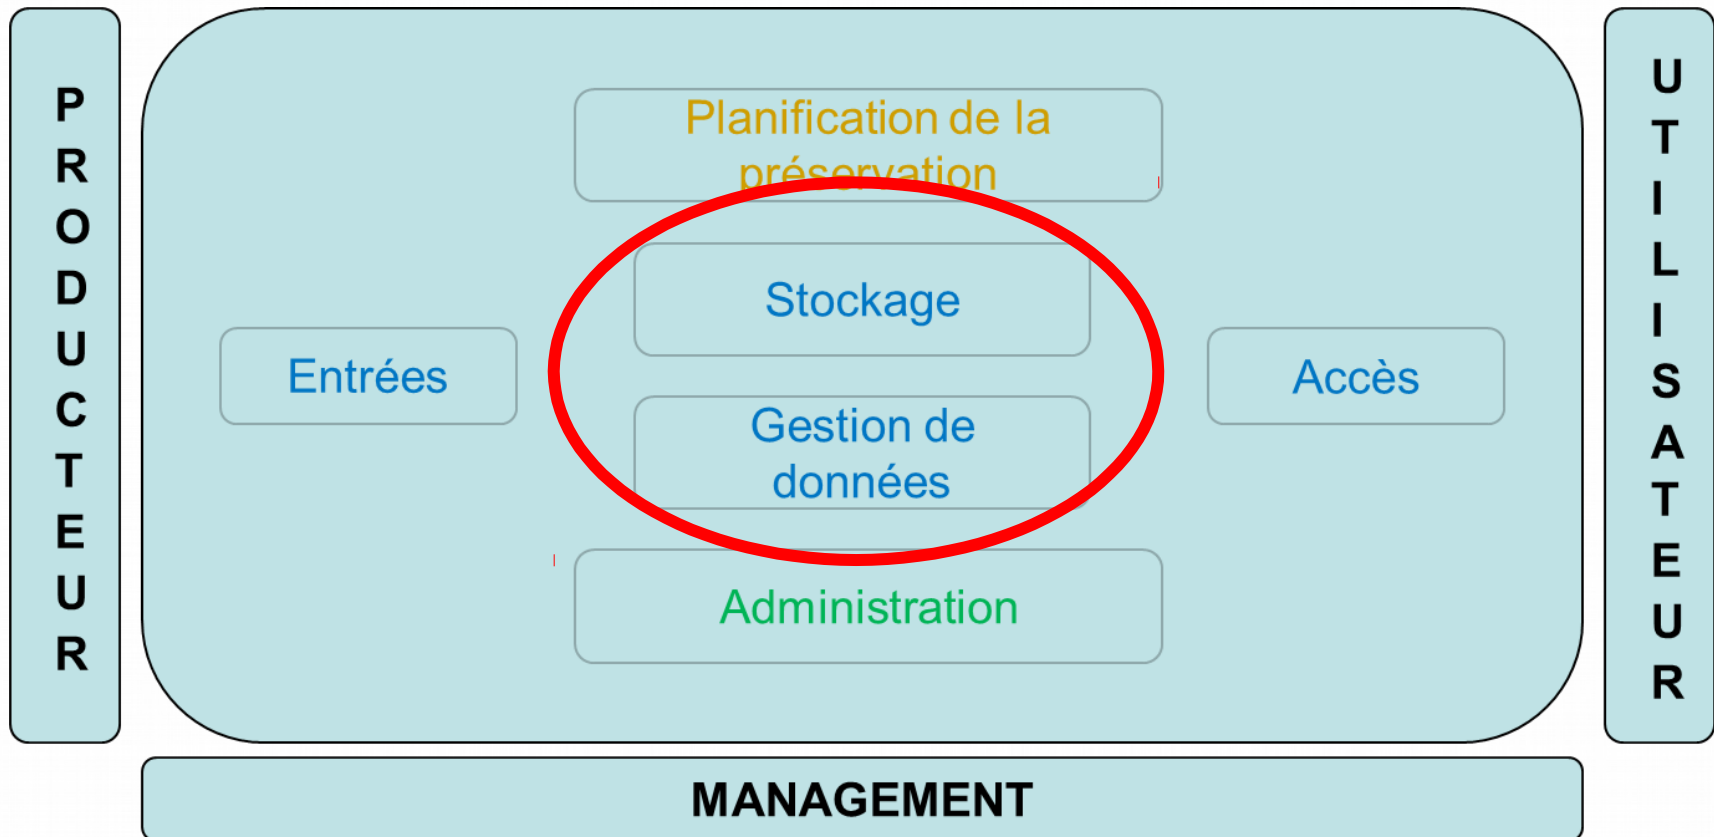 PRODUCTEUR
Planification de la
préservation
Stockage
Entrées
Gestion de
données
Accès
Administration
UTILISATEUR
MANAGEMENT